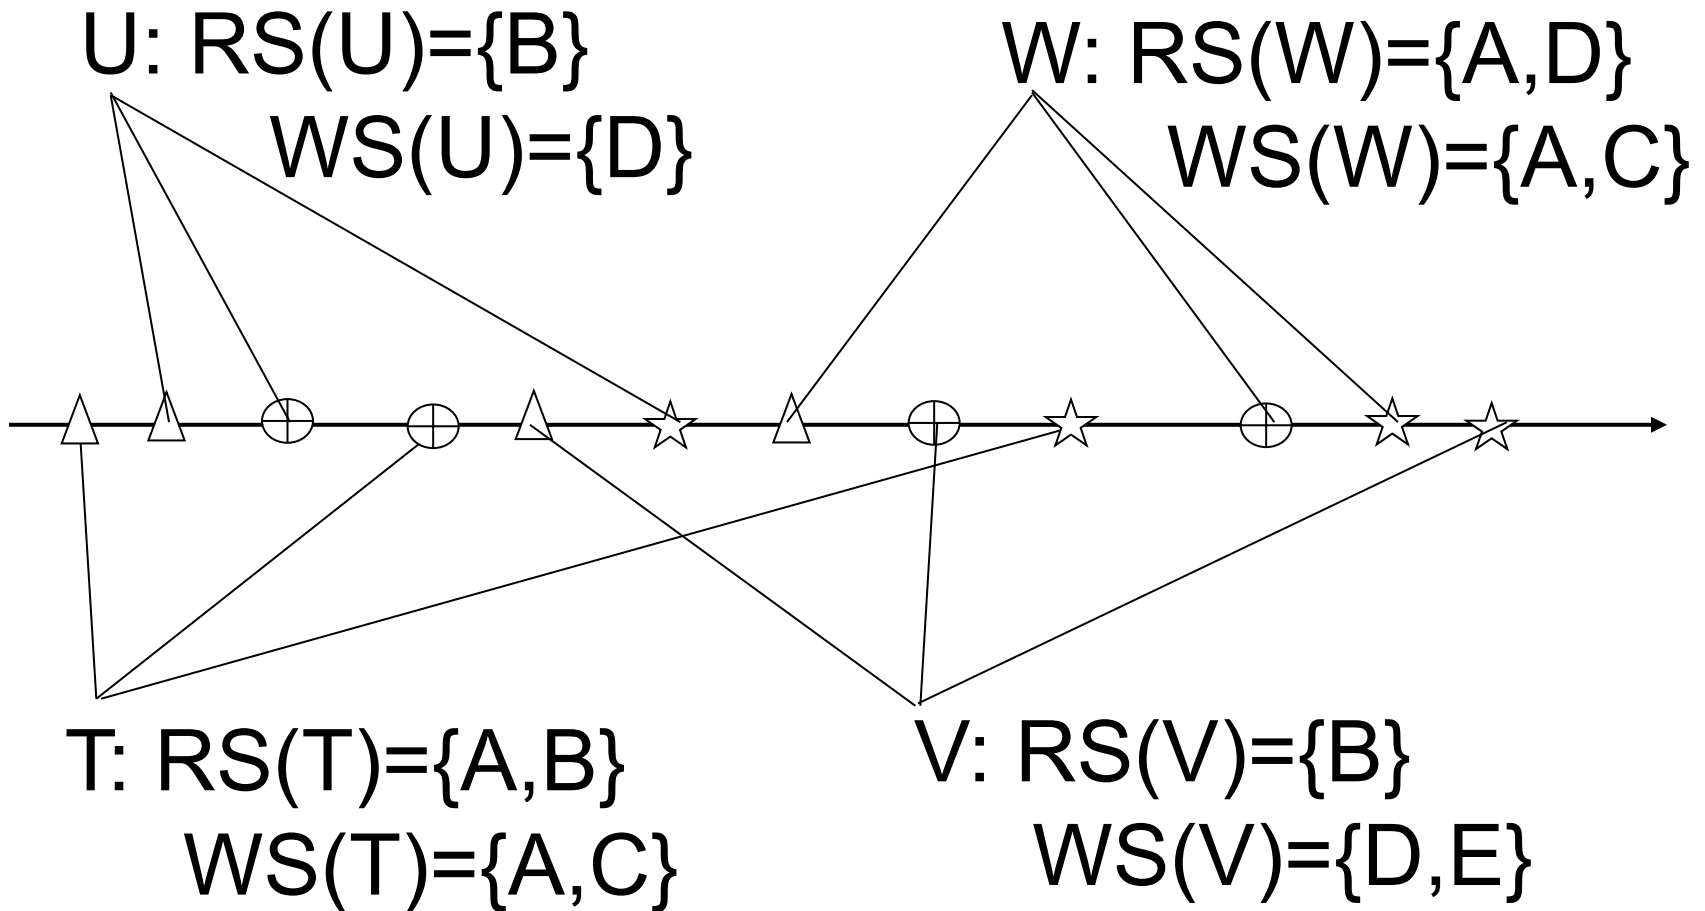 U: RS(U)={B}
WS(U)={D}
W: RS(W)={A,D}
WS(W)={A,C}
T: RS(T)={A,B}
WS(T)={A,C}
V: RS(V)={B}
WS(V)={D,E}